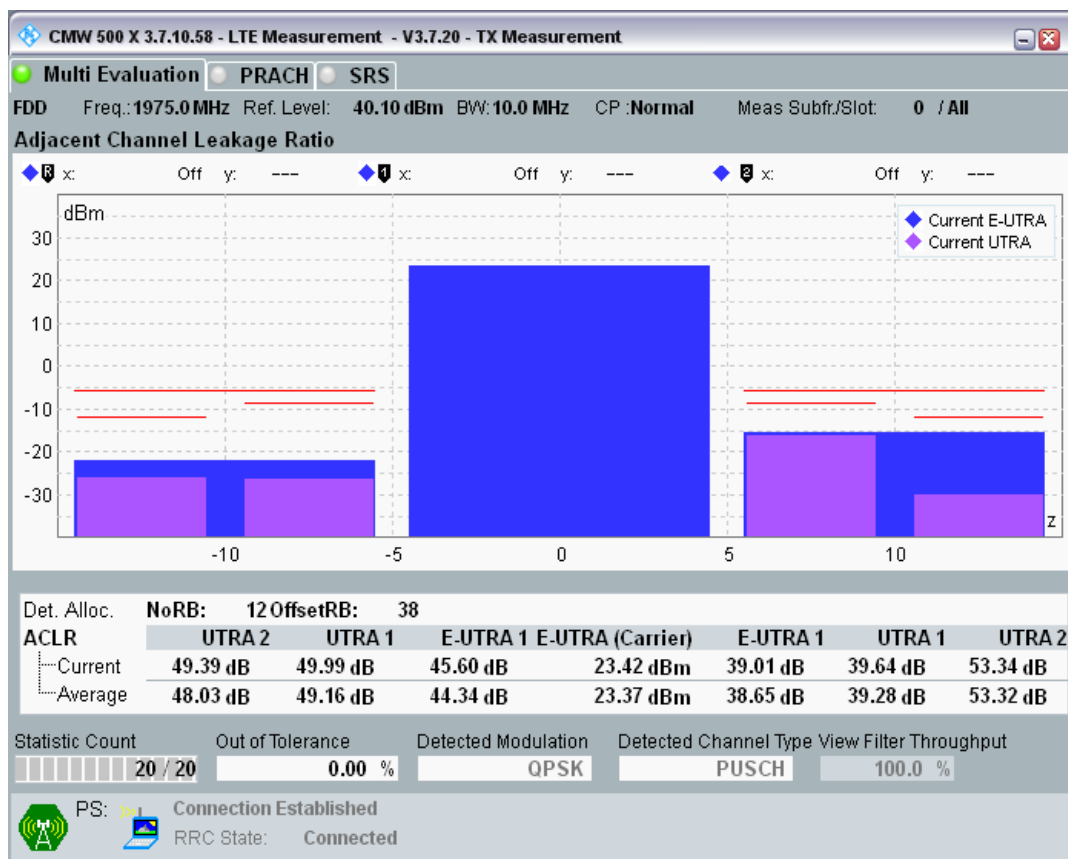 CMW 500 X 3.7.10.58 - LTE Measurement - V3.7.20 - TX Measurement
Multi Evaluation PRACH SRS
FDD Freq.:1975.0 MHz Ref. Level: 40.10 dBm BW:10.0 MHz CP :Normal Meas Subfr./Slot: 0 / All
Adjacent Channel Leakage Ratio
R x: Off y: --- 1 x: Off y: --- 2 x: Off y: ---
dBm
Current E-UTRA
Current UTRA
30
20
10
0
-10
-20
-30
z
-10 -5 0 5 10
Det. Alloc. NoRB: 12 OffsetRB: 38
ACLR UTRA 2 UTRA 1 E-UTRA 1 E-UTRA (Carrier) E-UTRA 1 UTRA 1 UTRA 2
Current 49.39 dB 49.99 dB 45.60 dB 23.42 dBm 39.01 dB 39.64 dB 53.34 dB
Average 48.03 dB 49.16 dB 44.34 dB 23.37 dBm 38.65 dB 39.28 dB 53.32 dB
Statistic Count Out of Tolerance Detected Modulation Detected Channel Type View Filter Throughput
20 / 20 0.00 % QPSK PUSCH 100.0 %
PS: Connection Established
RRC State: Connected